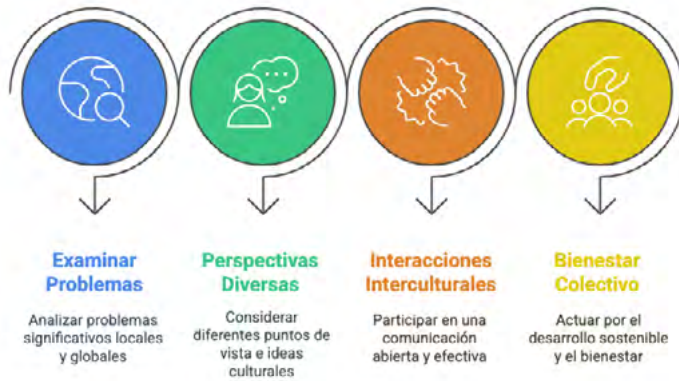 Examinar
Problemas
Analizar problemas
significativos locales
y globales
Perspectivas
Diversas
Considerar
diferentes puntos de
vista e ideas
culturales
Interacciones
Interculturales
Participar en una
comunicación
abierta y efectiva
Bienestar
Colectivo
Actuar por el
desarrollo sostenible
y el bienestar